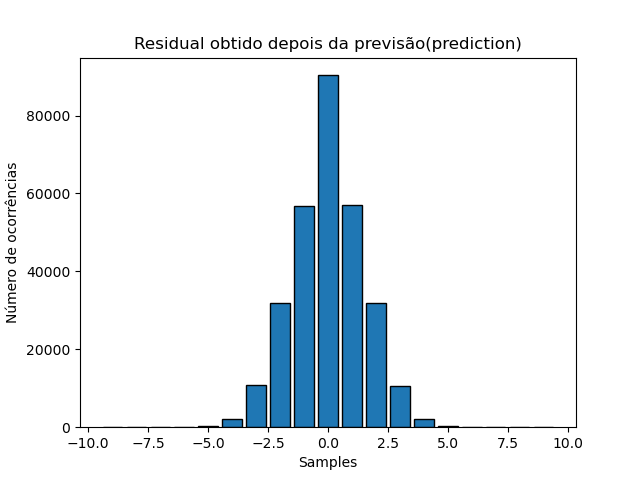 Residual obtido depois da previsão(prediction)
Número de ocorrências
80000
60000
40000
20000
0
−10.0 −7.5 −5.0 −2.5 0.0 2.5 5.0 7.5 10.0
Samples